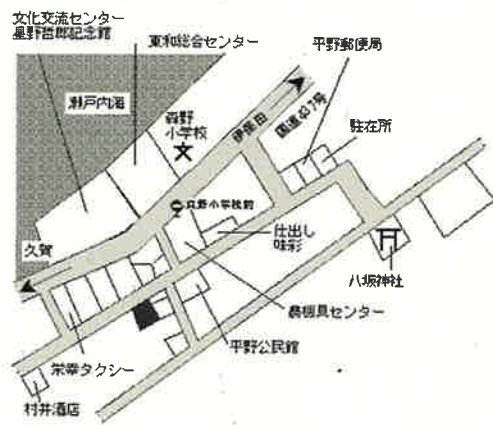 文化交流センター
星野哲郎記念館
東和総合センター
平野郵便局
瀬戸内海
森野
小学校
伊保田
国道437号
駐在所
森野小学校前
仕出し
味彩
久賀
八坂神社
農機具センター
平野公民館
栄幸タクシー
村井酒店